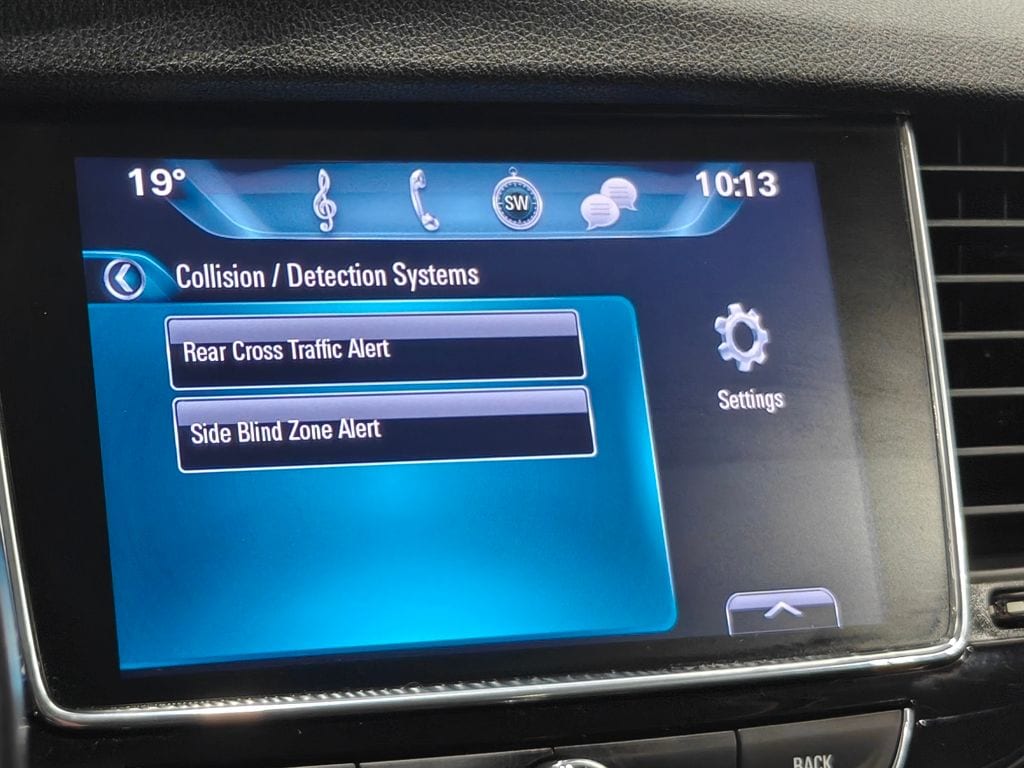 19°
SW
10:13
Collision / Detection Systems
Rear Cross Traffic Alert
Settings
Side Blind Zone Alert
BACK